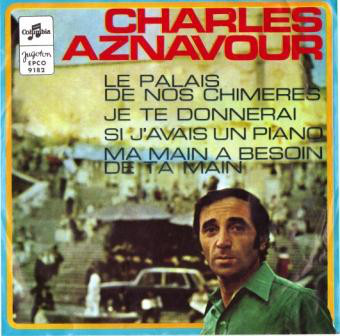 CHARLES
AZNAVOUR
Columbia
Jugoton
EPCO
9182
LE PALAIS
DE NOS CHIMERES
JE TE DONNERAI
SI J'AVAIS UN PIANO
MA MAIN A BESOIN
DE TA MAIN